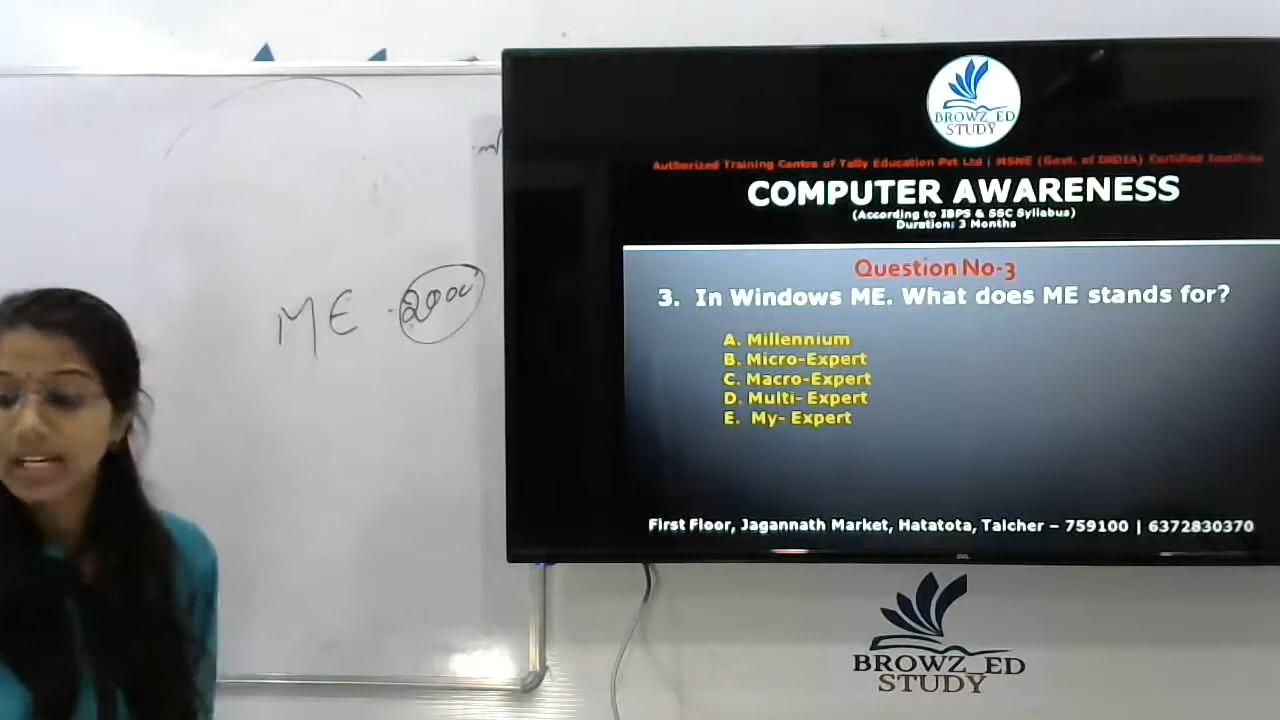 ME 2000
BROWZ_ED
STUDY
Authorized Training Centre of Tally Education Pvt Ltd | MSME (Govt. of INDIA) Certified Institute
COMPUTER AWARENESS
(According to IBPS & SSC Syllabus)
Duration: 3 Months
Question No-3
3. In Windows ME. What does ME stands for?
A. Millennium
B. Micro-Expert
C. Macro-Expert
D. Multi- Expert
E. My- Expert
First Floor, Jagannath Market, Hatatota, Talcher – 759100 | 6372830370
BROWZ_ED
STUDY